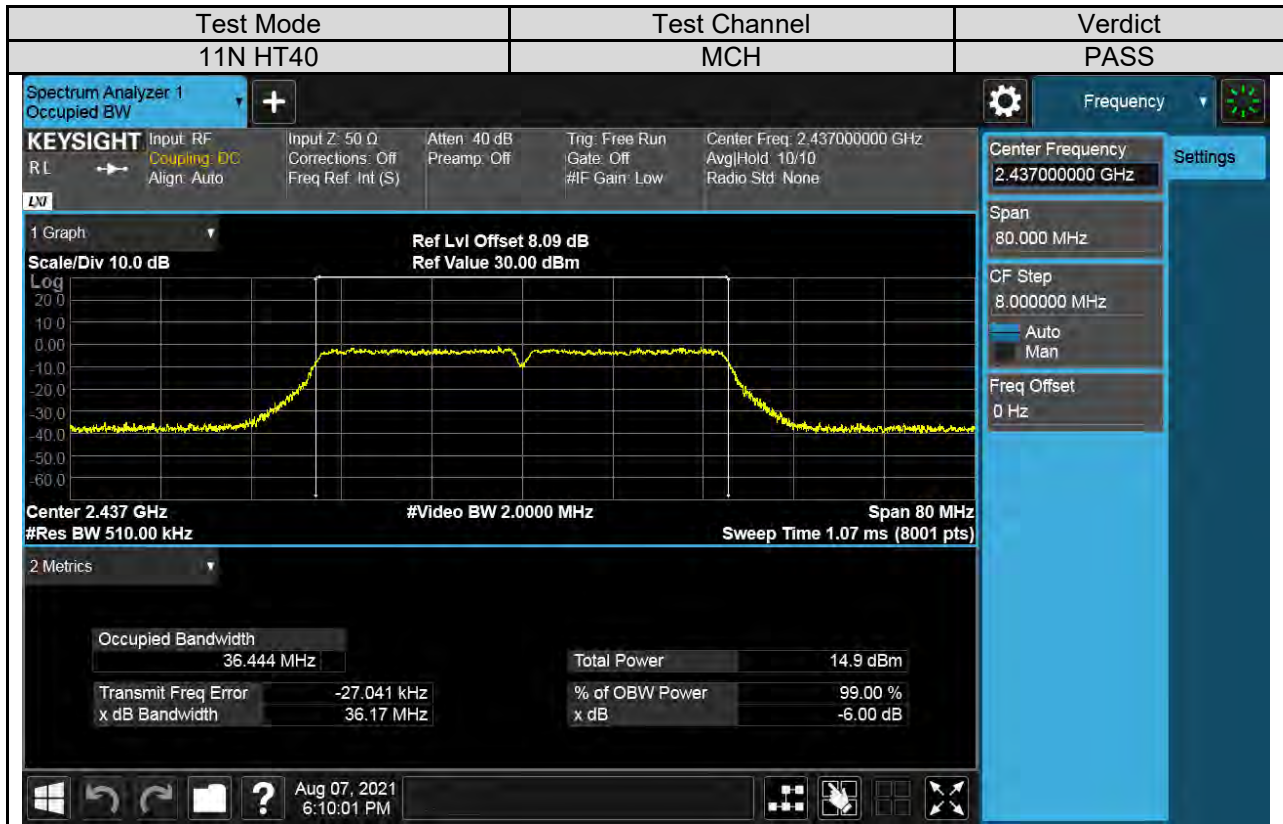 Test Mode Test Channel Verdict
11N HT40 MCH PASS
Spectrum Analyzer 1
Occupied BW
+
Frequency
KEYSIGHT Input: RF Input Z: 50 Ω Atten: 40 dB Trig: Free Run Center Freq: 2.437000000 GHz
RL Coupling: DC Corrections: Off Preamp: Off Gate: Off Avg|Hold: 10/10
Align: Auto Freq Ref: Int (S) #IF Gain: Low Radio Std: None
LXI
Center Frequency
2.437000000 GHz
Settings
Span
80.000 MHz
CF Step
8.000000 MHz
Auto
Man
Freq Offset
0 Hz
1 Graph
Ref Lvl Offset 8.09 dB
Scale/Div 10.0 dB Ref Value 30.00 dBm
Log
20.0
10.0
0.00
-10.0
-20.0
-30.0
-40.0
-50.0
-60.0
Center 2.437 GHz #Video BW 2.0000 MHz Span 80 MHz
#Res BW 510.00 kHz Sweep Time 1.07 ms (8001 pts)
2 Metrics
Occupied Bandwidth
36.444 MHz Total Power 14.9 dBm
Transmit Freq Error -27.041 kHz % of OBW Power 99.00 %
x dB Bandwidth 36.17 MHz x dB -6.00 dB
? Aug 07, 2021
6:10:01 PM